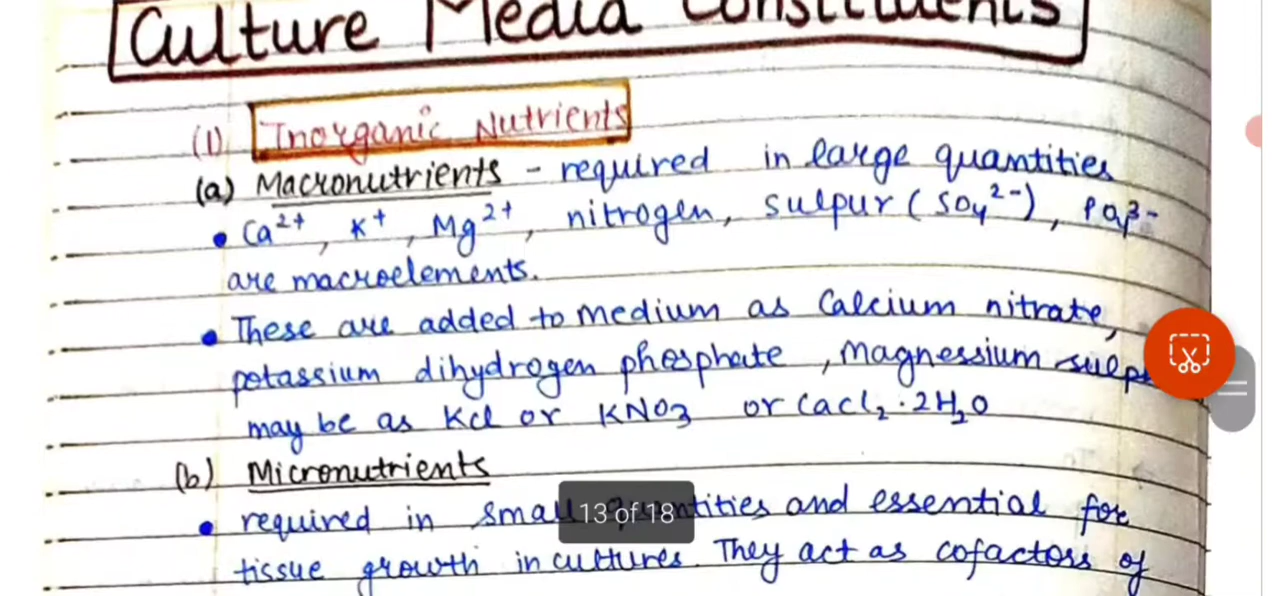 Culture Media Constituents
(1) Inorganic Nutrients
(a) Macronutrients - required in large quantities
• Ca²⁺, K⁺, Mg²⁺, nitrogen, sulpur (SO₄²⁻), PO₄³⁻
are macroelements.
• These are added to medium as Calcium nitrate,
potassium dihydrogen phosphate, Magnessium
may be as KCl or KNO₃ or CaCl₂·2H₂O
(b) Micronutrients
• required in small quantities and essential for
13 of 18
tissue growth in cultures. They act as cofactors of